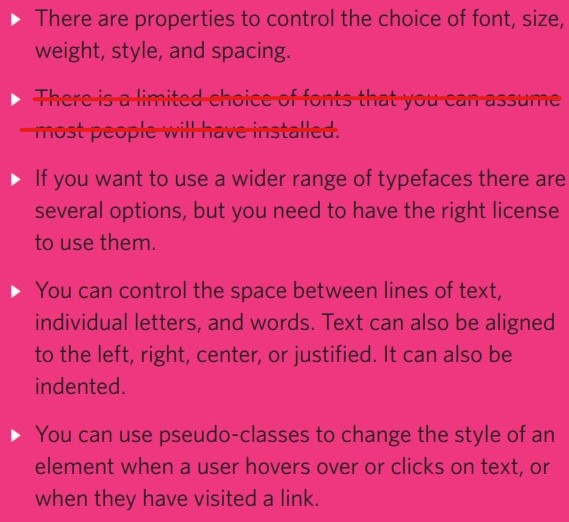 There are properties to control the choice of font, size,
weight, style, and spacing.
There is a limited choice of fonts that you can assume
most people will have installed.
If you want to use a wider range of typefaces there are
several options, but you need to have the right license
to use them.
You can control the space between lines of text,
individual letters, and words. Text can also be aligned
to the left, right, center, or justified. It can also be
indented.
You can use pseudo-classes to change the style of an
element when a user hovers over or clicks on text, or
when they have visited a link.